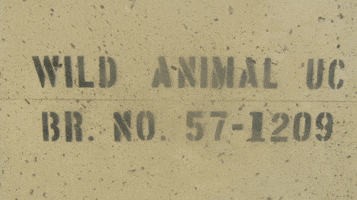 WILD ANIMAL UC
BR. NO. 57-1209